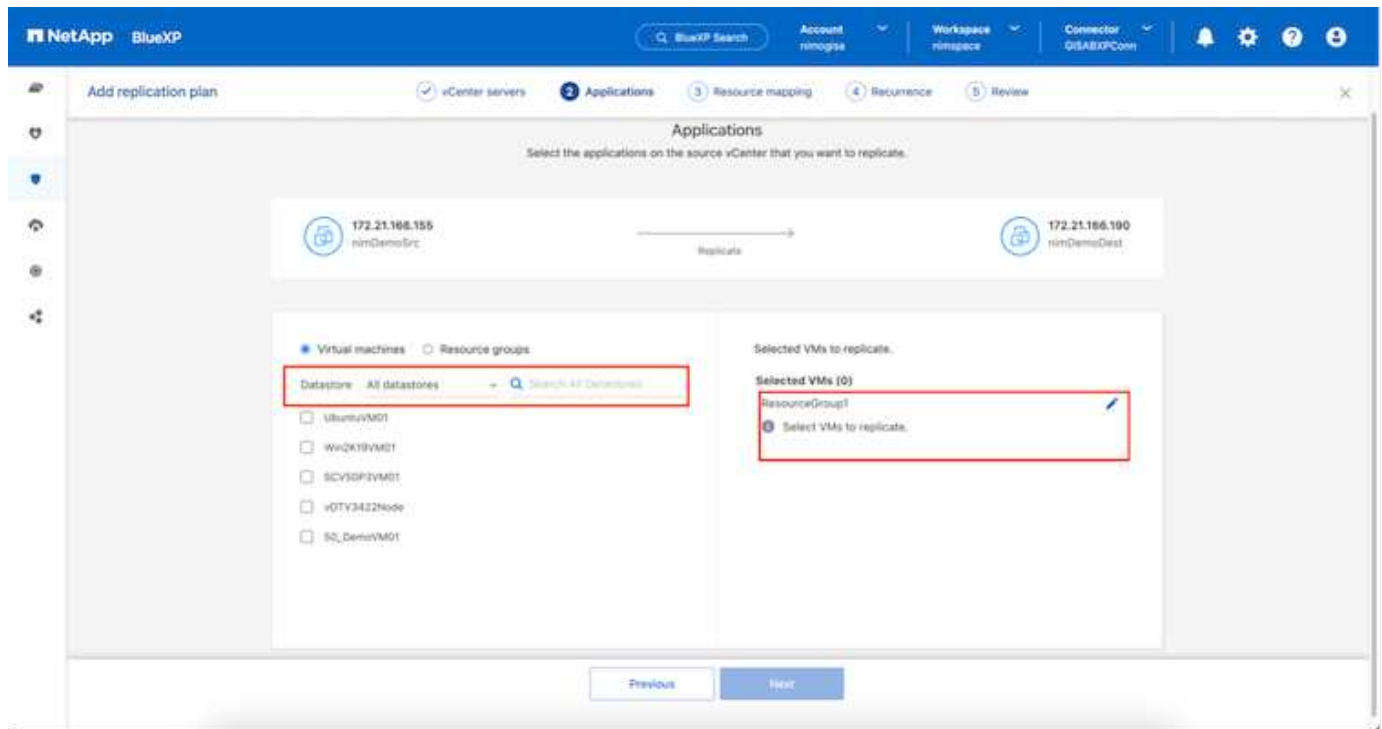 NetApp BlueXP
BlueXP Search
Account
nimogisa
Workspace
nimspace
Connector
GISABXPConn
Add replication plan
vCenter servers
2 Applications
3 Resource mapping
4 Recurrence
5 Review
Applications
Select the applications on the source vCenter that you want to replicate.
172.21.166.155
nimDemoSrc
Replicate
172.21.166.190
nimDemoDest
Virtual machines
Resource groups
Datastore All datastores
Search All Datastores
UbuntuVM01
Win2K19VM01
SCV50P3VM01
vOTV3422Node
50_DemoVM01
Selected VMs to replicate.
Selected VMs (0)
ResourceGroup1
Select VMs to replicate.
Previous
Next